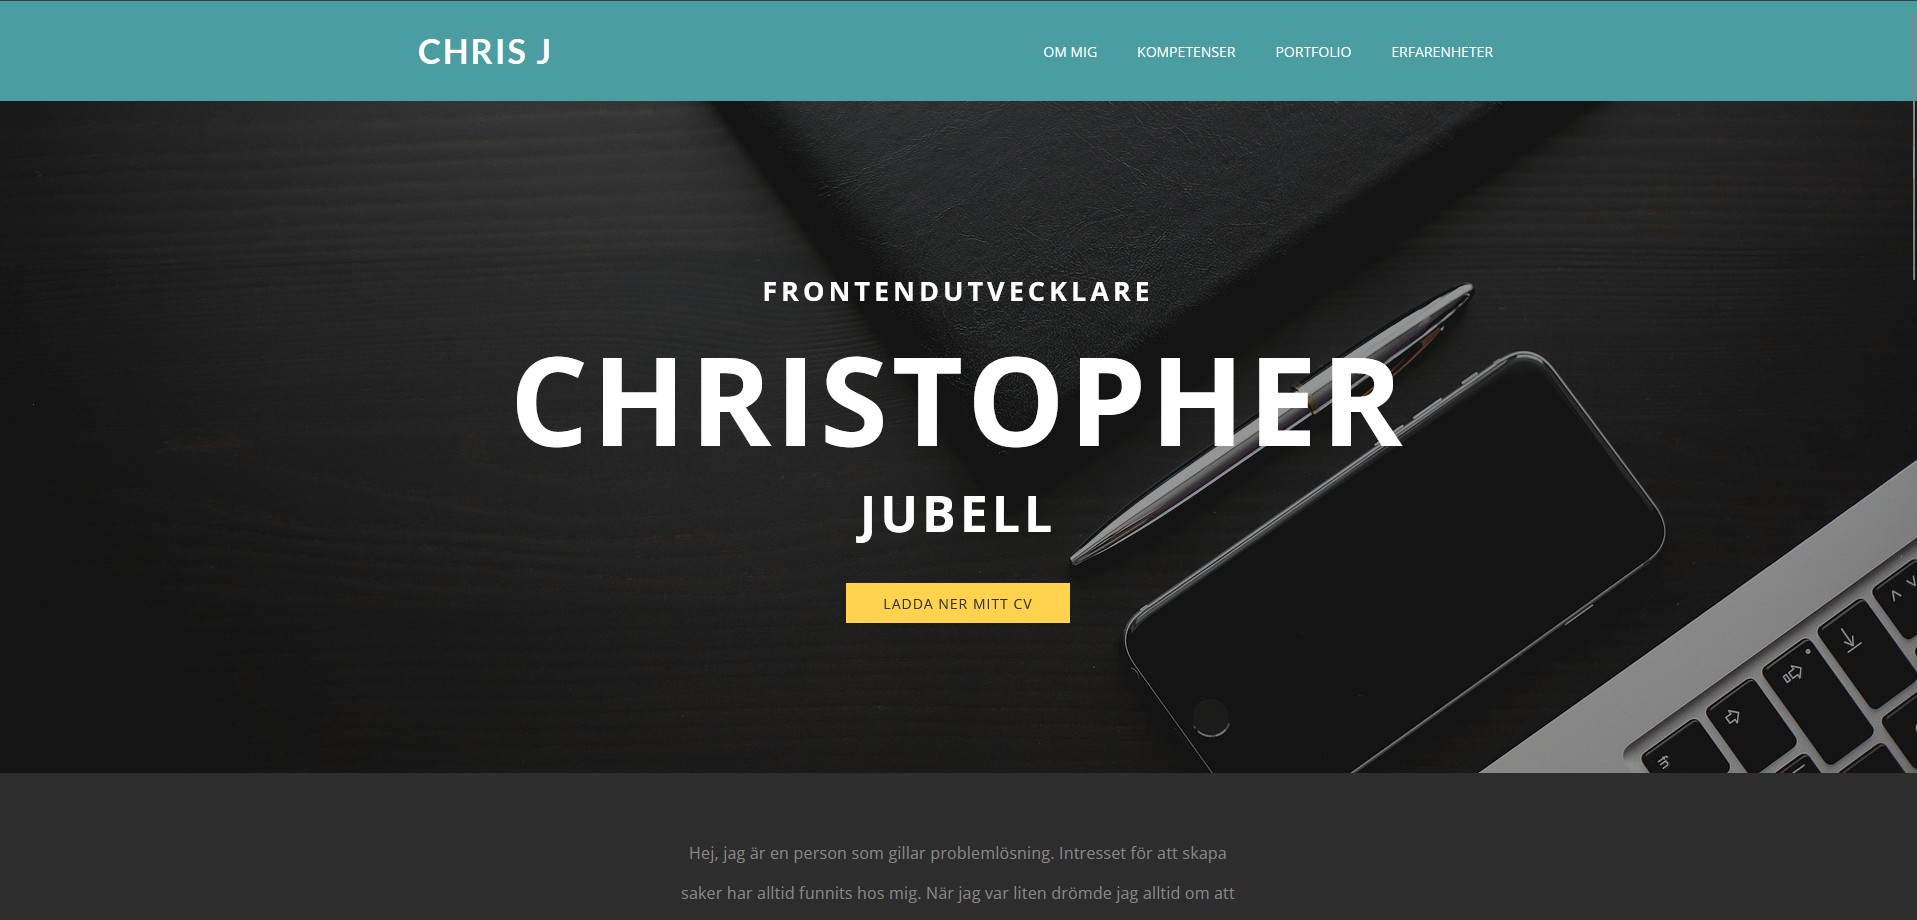 CHRIS J
OM MIG KOMPETENSER PORTFOLIO ERFARENHETER
FRONTENDUTVECKLARE
CHRISTOPHER
JUBELL
LADDA NER MITT CV
Hej, jag är en person som gillar problemlösning. Intresset för att skapa
saker har alltid funnits hos mig. När jag var liten drömde jag alltid om att